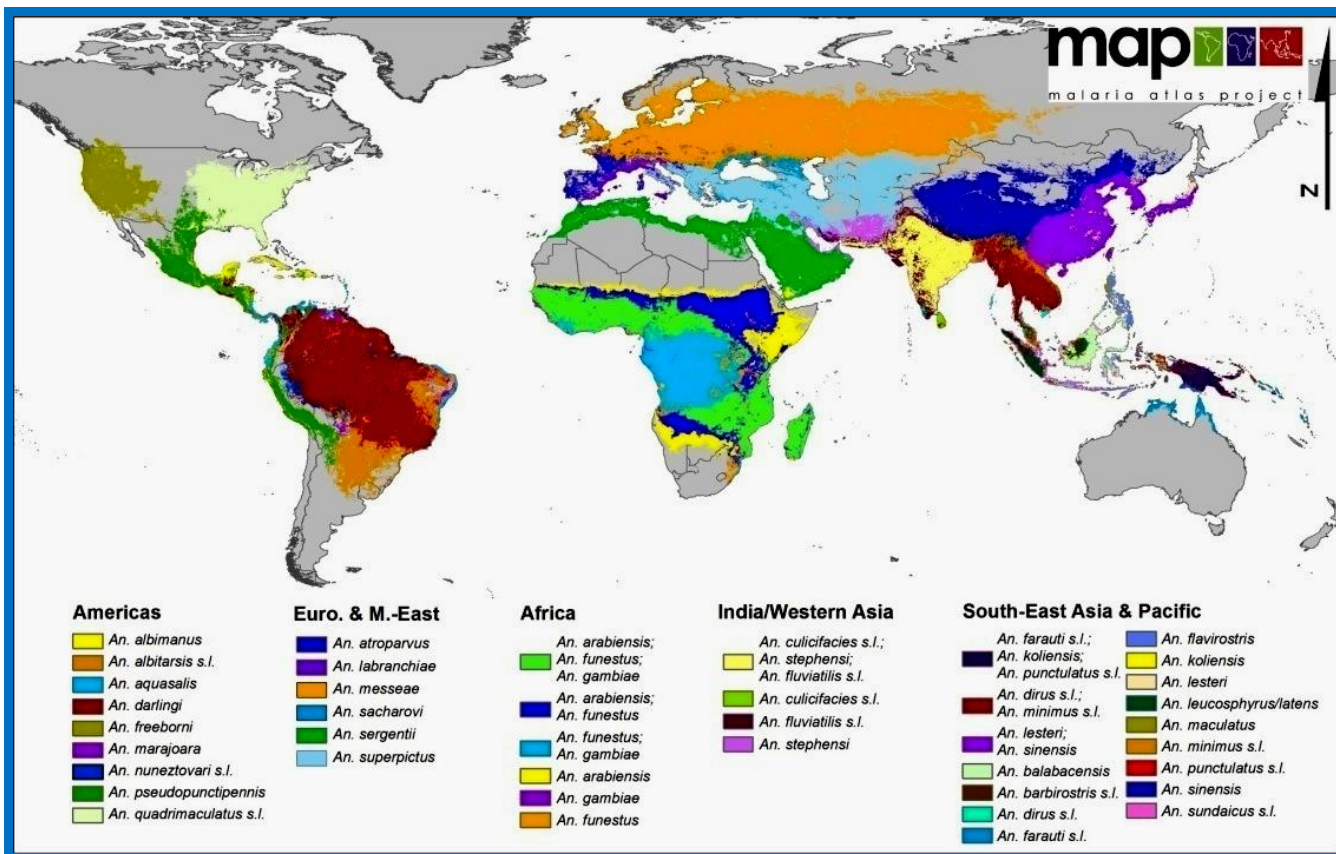 map
malaria atlas project
N
Americas
An. albimanus
An. albitarsis s.l.
An. aquasalis
An. darlingi
An. freeborni
An. marajoara
An. nuneztovari s.l.
An. pseudopunctipennis
An. quadrimaculatus s.l.
Euro. & M.-East
An. atroparvus
An. labranchiae
An. messeae
An. sacharovi
An. sergentii
An. superpictus
Africa
An. arabiensis;
An. funestus;
An. gambiae
An. arabiensis;
An. funestus
An. funestus;
An. gambiae
An. arabiensis
An. gambiae
An. funestus
India/Western Asia
An. culicifacies s.l.;
An. stephensi;
An. fluviatilis s.l.
An. culicifacies s.l.
An. fluviatilis s.l.
An. stephensi
South-East Asia & Pacific
An. farauti s.l.;
An. koliensis;
An. punctulatus s.l.
An. dirus s.l.;
An. minimus s.l.
An. lesteri;
An. sinensis
An. balabacensis
An. barbirostris s.l.
An. dirus s.l.
An. farauti s.l.
An. flavirostris
An. koliensis
An. lesteri
An. leucosphyrus/latens
An. maculatus
An. minimus s.l.
An. punctulatus s.l.
An. sinensis
An. sundaicus s.l.